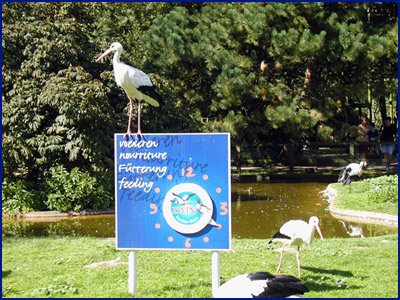 voederen
nourriture
Fütterung
feeding
12
9
3
6